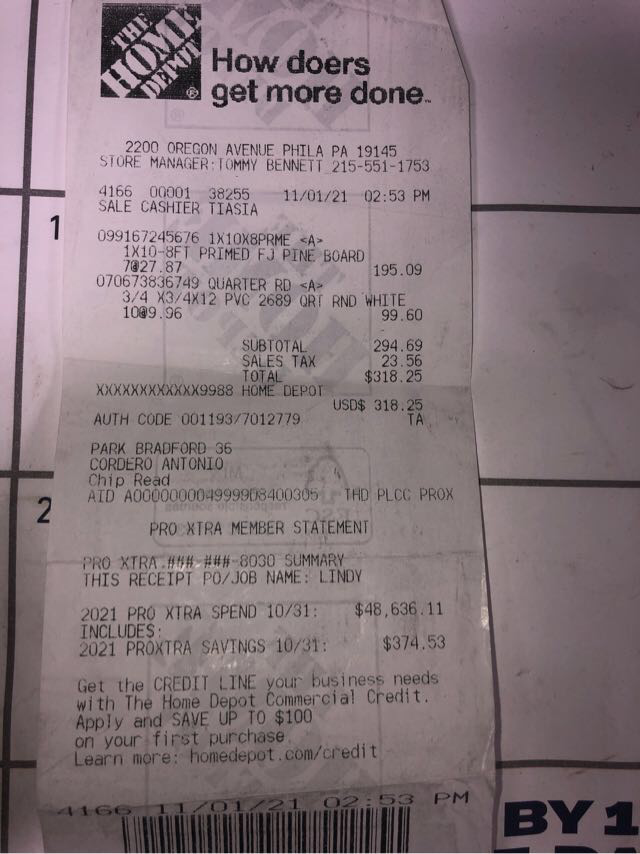 THE
HOME
DEPOT
®
How doers
get more done™
2200 OREGON AVENUE PHILA PA 19145
STORE MANAGER:TOMMY BENNETT 215-551-1753
4166 00001 38255 11/01/21 02:53 PM
SALE CASHIER TIASIA
099167245676 1X10X8PRME <A>
1X10-8FT PRIMED FJ PINE BOARD
7@27.87 195.09
070673836749 QUARTER RD <A>
3/4 X3/4X12 PVC 2689 QRT RND WHITE
10@9.96 99.60
SUBTOTAL 294.69
SALES TAX 23.56
TOTAL $318.25
XXXXXXXXXXXX9988 HOME DEPOT
USD$ 318.25
AUTH CODE 001193/7012779 TA
PARK BRADFORD 36
CORDERO ANTONIO
Chip Read
AID A0000000049999D8400305 THD PLCC PROX
PRO XTRA MEMBER STATEMENT
PRO XTRA ###-###-8030 SUMMARY
THIS RECEIPT PO/JOB NAME: LINDY
2021 PRO XTRA SPEND 10/31: $48,636.11
INCLUDES:
2021 PROXTRA SAVINGS 10/31: $374.53
Get the CREDIT LINE your business needs
with The Home Depot Commercial Credit.
Apply and SAVE UP TO $100
on your first purchase.
Learn more: homedepot.com/credit
4166 11/01/21 02:53 PM
1
2
BY 1